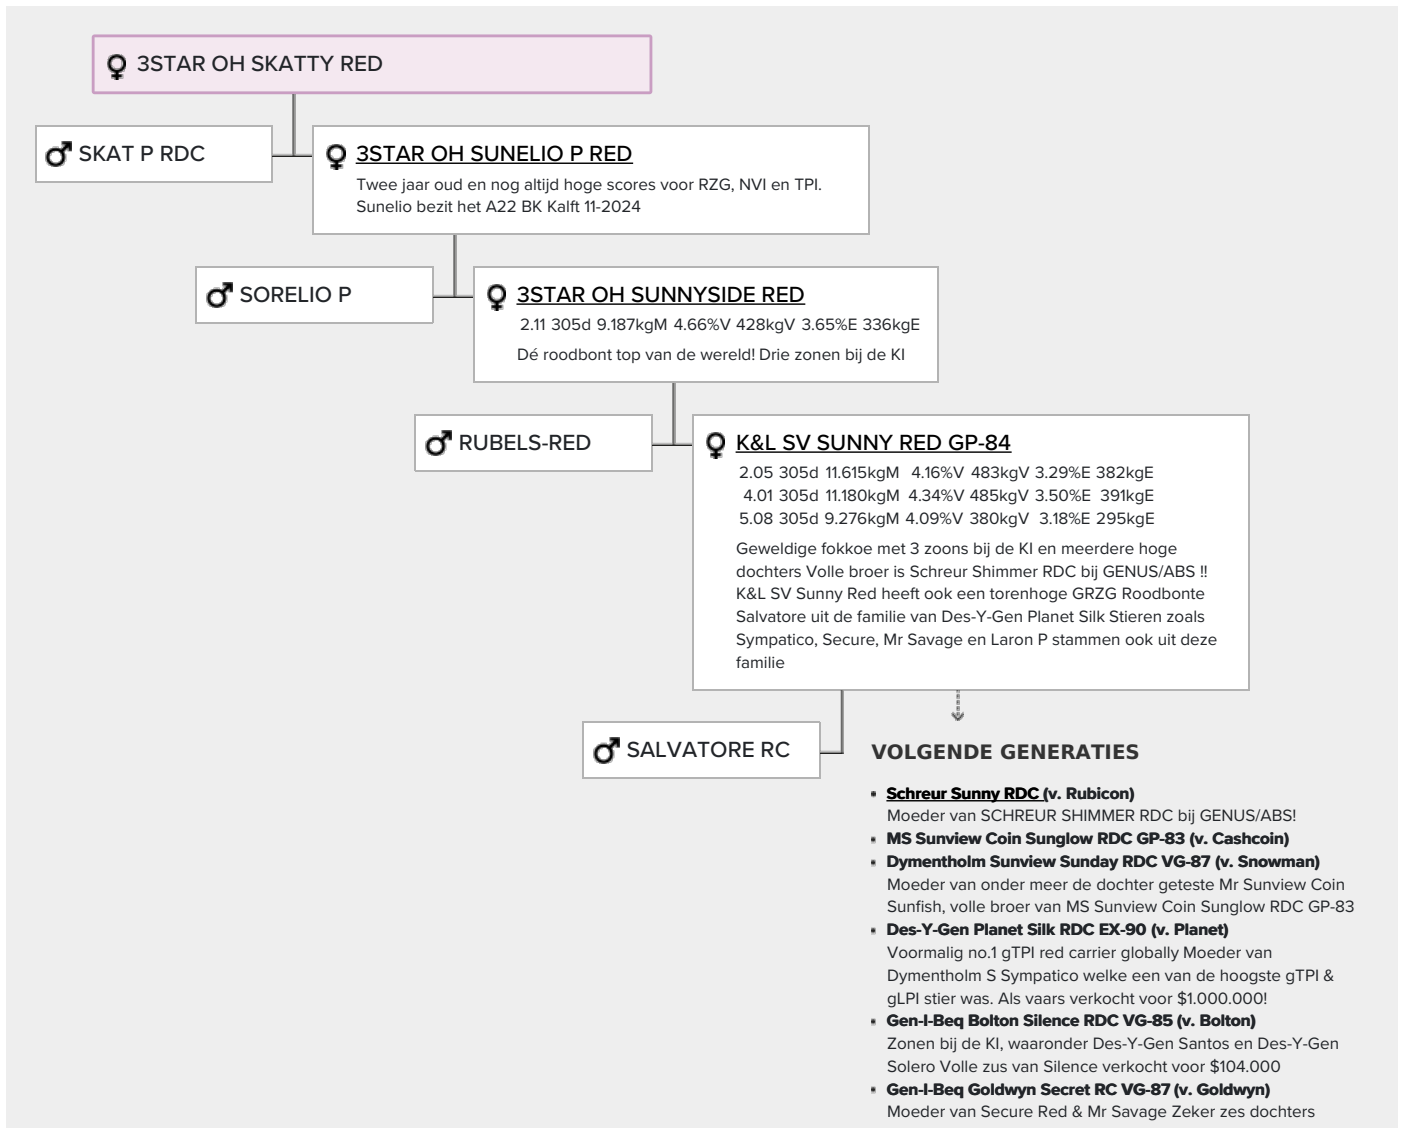 ♀ 3STAR OH SKATTY RED
♂ SKAT P RDC
♀ 3STAR OH SUNELIO P RED
Twee jaar oud en nog altijd hoge scores voor RZG, NVI en TPI.
Sunelio bezit het A22 BK Kalft 11-2024
♂ SORELIO P
♀ 3STAR OH SUNNYSIDE RED
2.11 305d 9.187kgM 4.66%V 428kgV 3.65%E 336kgE
Dé roodbont top van de wereld! Drie zonen bij de KI
♂ RUBELS-RED
♀ K&L SV SUNNY RED GP-84
2.05 305d 11.615kgM 4.16%V 483kgV 3.29%E 382kgE
4.01 305d 11.180kgM 4.34%V 485kgV 3.50%E 391kgE
5.08 305d 9.276kgM 4.09%V 380kgV 3.18%E 295kgE
Geweldige fokkoe met 3 zoons bij de KI en meerdere hoge
dochters Volle broer is Schreur Shimmer RDC bij GENUS/ABS !!
K&L SV Sunny Red heeft ook een torenhoge GRZG Roodbonte
Salvatore uit de familie van Des-Y-Gen Planet Silk Stieren zoals
Sympatico, Secure, Mr Savage en Laron P stammen ook uit deze
familie
♂ SALVATORE RC
VOLGENDE GENERATIES
▪ Schreur Sunny RDC (v. Rubicon)
Moeder van SCHREUR SHIMMER RDC bij GENUS/ABS!
▪ MS Sunview Coin Sunglow RDC GP-83 (v. Cashcoin)
▪ Dymentholm Sunview Sunday RDC VG-87 (v. Snowman)
Moeder van onder meer de dochter geteste Mr Sunview Coin
Sunfish, volle broer van MS Sunview Coin Sunglow RDC GP-83
▪ Des-Y-Gen Planet Silk RDC EX-90 (v. Planet)
Voormalig no.1 gTPI red carrier globally Moeder van
Dymentholm S Sympatico welke een van de hoogste gTPI &
gLPI stier was. Als vaars verkocht voor $1.000.000!
▪ Gen-I-Beq Bolton Silence RDC VG-85 (v. Bolton)
Zonen bij de KI, waaronder Des-Y-Gen Santos en Des-Y-Gen
Solero Volle zus van Silence verkocht voor $104.000
▪ Gen-I-Beq Goldwyn Secret RC VG-87 (v. Goldwyn)
Moeder van Secure Red & Mr Savage Zeker zes dochters